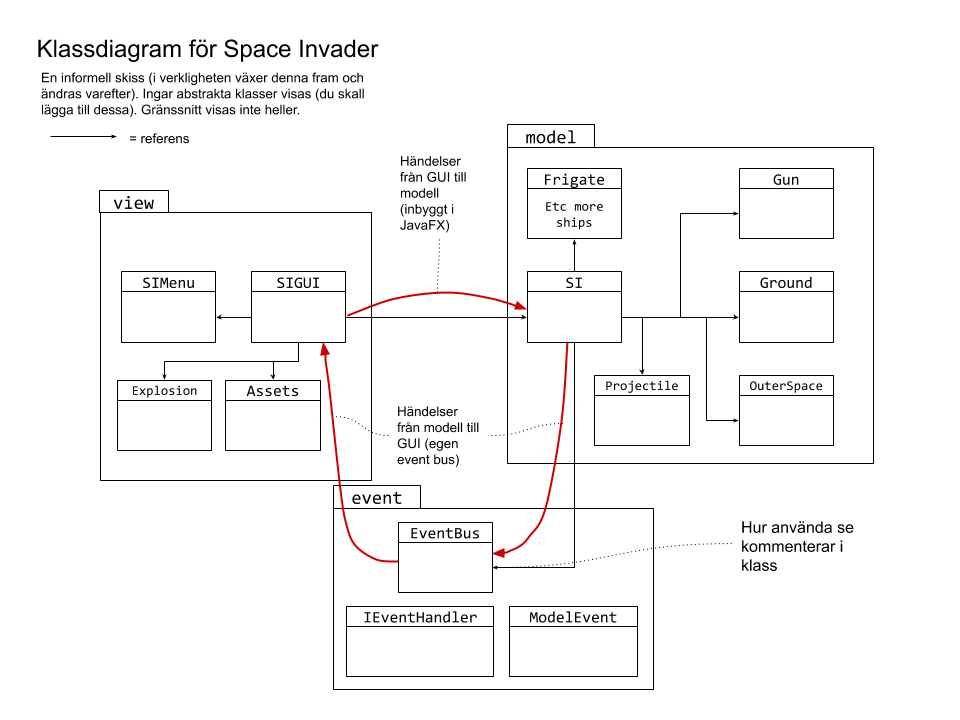 Klassdiagram för Space Invader
En informell skiss (i verkligheten växer denna fram och
ändras varefter). Ingar abstrakta klasser visas (du skall
lägga till dessa). Gränssnitt visas inte heller.
= referens
Händelser
från GUI till
modell
(inbyggt i
JavaFX)
model
Frigate
Etc more
ships
Gun
view
SIMenu
SIGUI
SI
Ground
Explosion
Assets
Projectile
OuterSpace
Händelser
från modell till
GUI (egen
event bus)
event
EventBus
Hur använda se
kommenterar i
klass
IEventHandler
ModelEvent